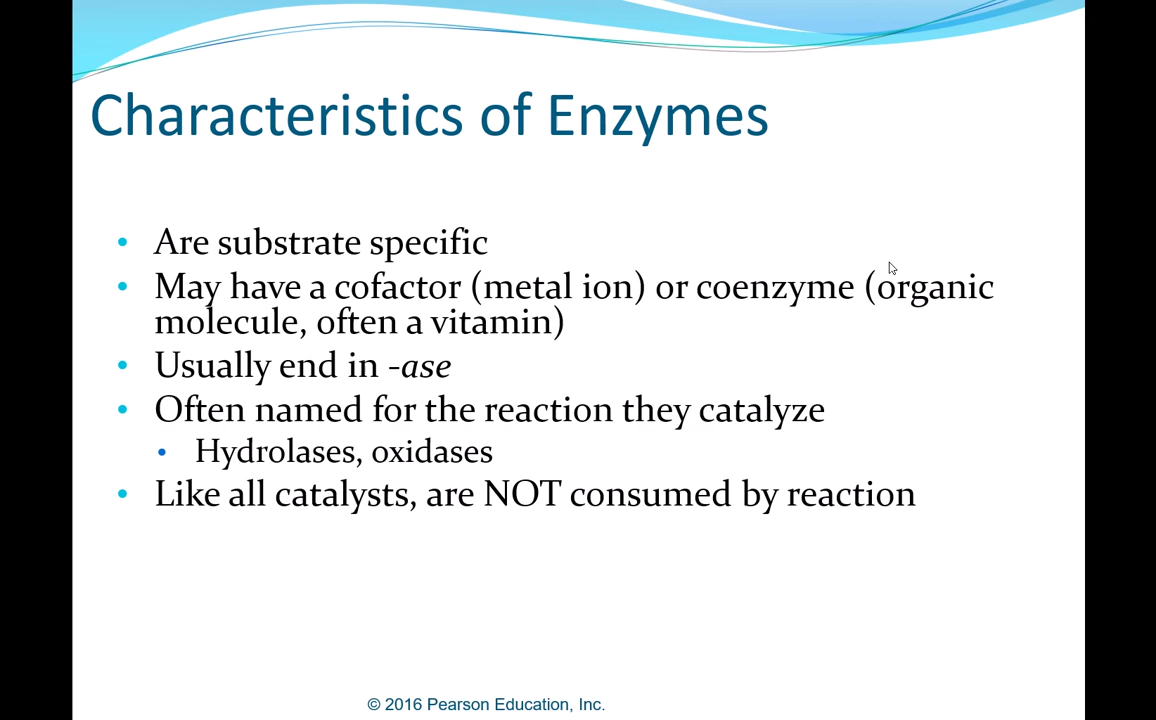 Characteristics of Enzymes
• Are substrate specific
• May have a cofactor (metal ion) or coenzyme (organic
molecule, often a vitamin)
• Usually end in -ase
• Often named for the reaction they catalyze
• Hydrolases, oxidases
• Like all catalysts, are NOT consumed by reaction
© 2016 Pearson Education, Inc.